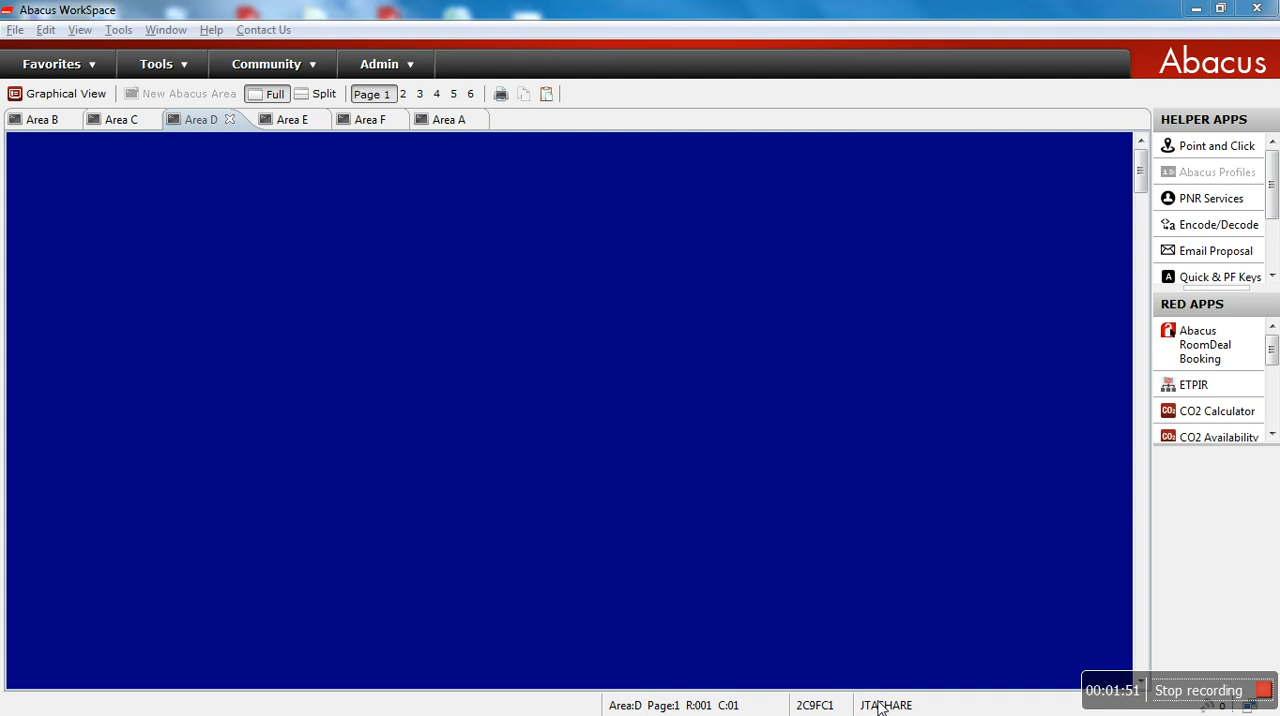 Abacus WorkSpace
File Edit View Tools Window Help Contact Us
Favorites Tools Community Admin Abacus
Graphical View New Abacus Area Full Split Page 1 2 3 4 5 6
Area B Area C Area D Area E Area F Area A
HELPER APPS
Point and Click
Abacus Profiles
PNR Services
Encode/Decode
Email Proposal
Quick & PF Keys
RED APPS
Abacus
RoomDeal
Booking
ETPIR
CO2 Calculator
CO2 Availability
00:01:51 Stop recording
Area:D Page:1 R:001 C:01 2C9FC1 0